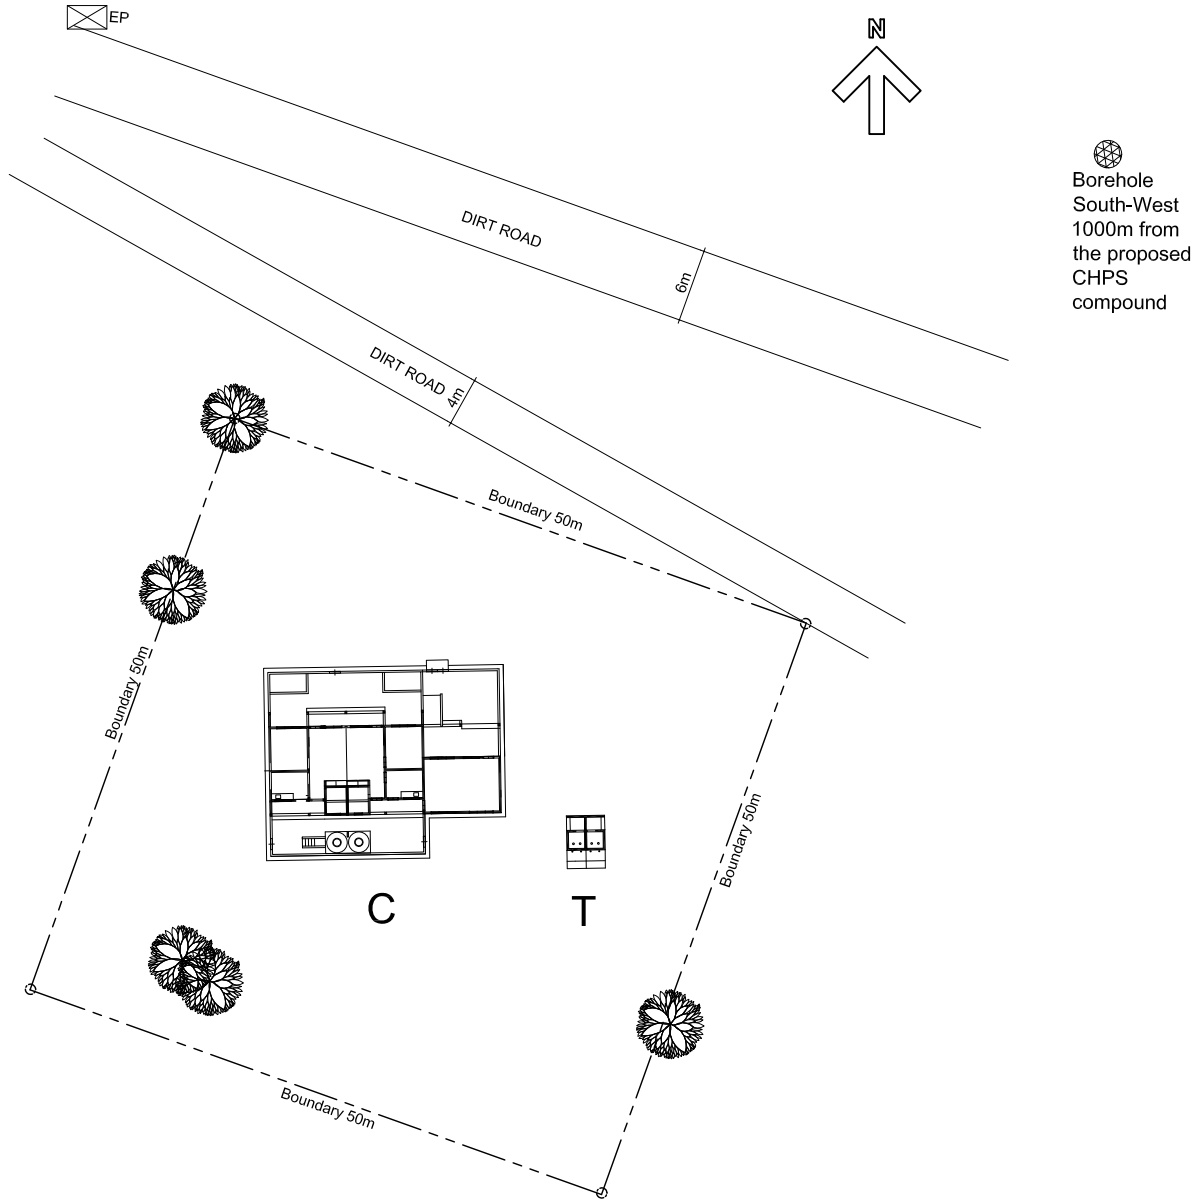 EP
N
Borehole
South-West
1000m from
the proposed
CHPS
compound
DIRT ROAD
6m
DIRT ROAD
4m
Boundary 50m
Boundary 50m
Boundary 50m
C
T
Boundary 50m